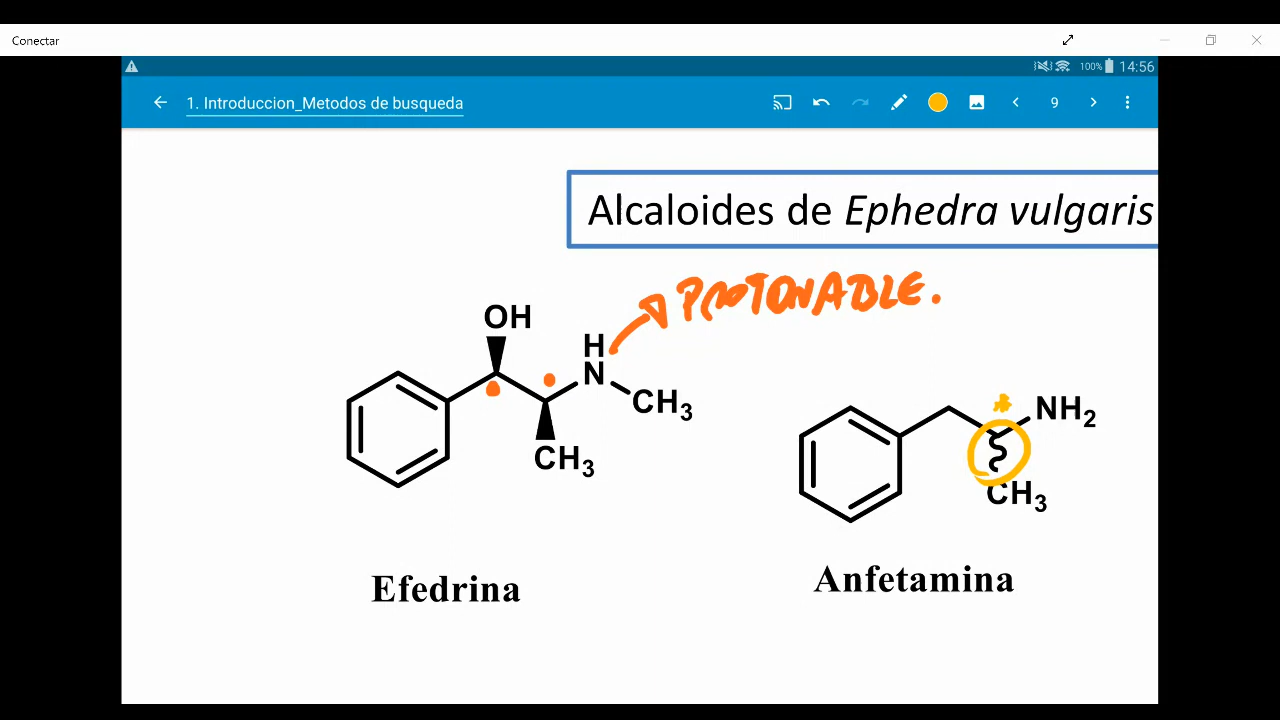 Conectar
100% 14:56
1. Introduccion_Metodos de busqueda
9
Alcaloides de Ephedra vulgaris
PROTONABLE.
OH
H
N
CH3
CH3
NH2
CH3
Efedrina
Anfetamina